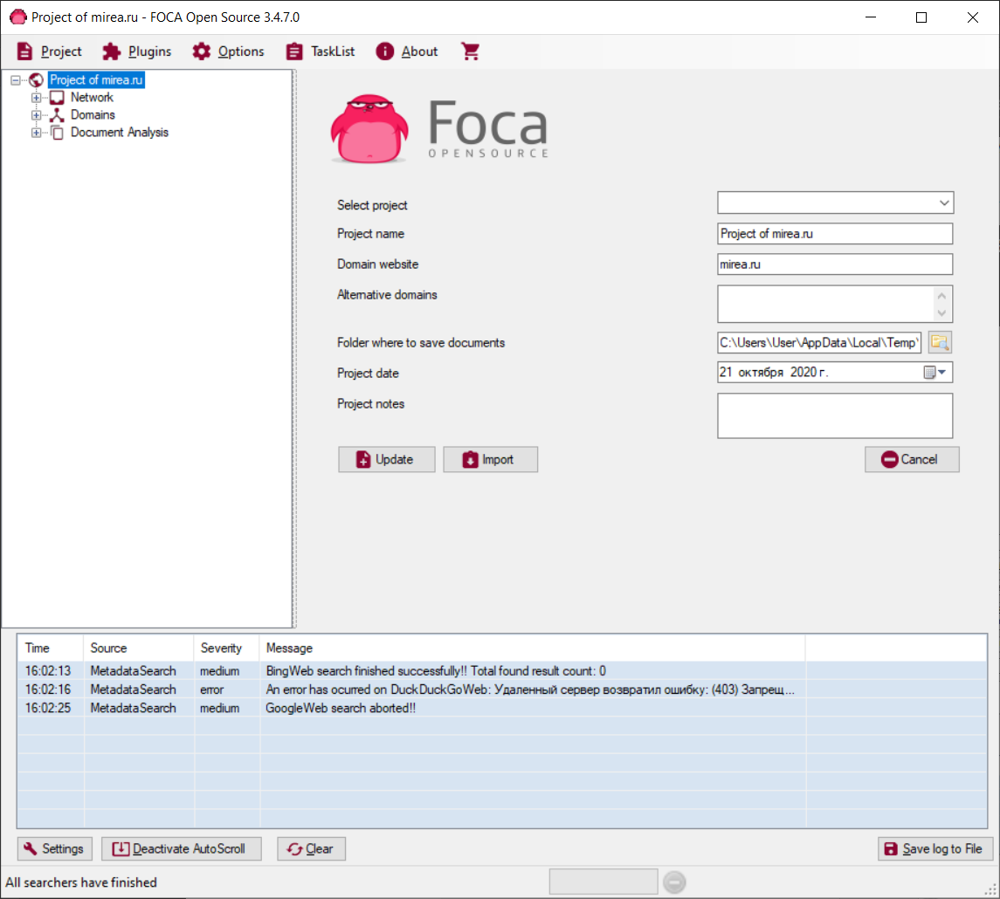 Project of mirea.ru - FOCA Open Source 3.4.7.0
Project Plugins Options TaskList About
Project of mirea.ru
Network
Domains
Document Analysis
Foca
OPENSOURCE
Select project
Project name Project of mirea.ru
Domain website mirea.ru
Alternative domains
Folder where to save documents C:\Users\User\AppData\Local\Temp\
Project date 21 октября 2020 г.
Project notes
Update Import Cancel
Time Source Severity Message
16:02:13 MetadataSearch medium BingWeb search finished successfully!! Total found result count: 0
16:02:16 MetadataSearch error An error has ocurred on DuckDuckGoWeb: Удаленный сервер возвратил ошибку: (403) Запрещ...
16:02:25 MetadataSearch medium GoogleWeb search aborted!!
Settings Deactivate AutoScroll Clear Save log to File
All searchers have finished